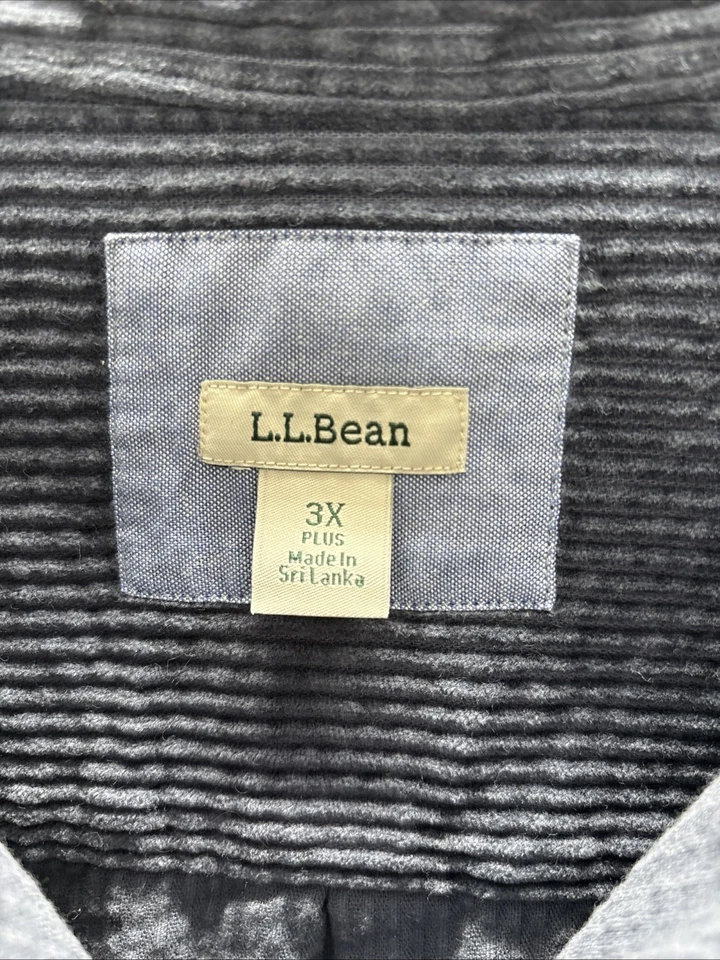 L.L.Bean
3X
PLUS
Made In
Sri Lanka